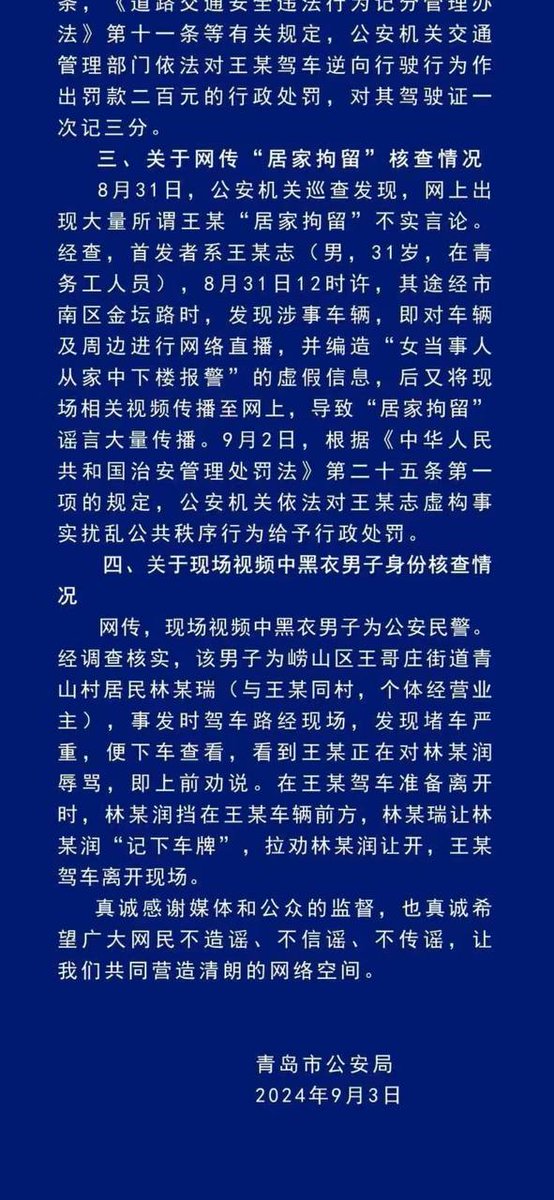 条，《道路交通安全违法行为记分管理办
法》第十一条等有关规定，公安机关交通
管理部门依法对王某驾车逆向行驶行为作
出罚款二百元的行政处罚，对其驾驶证一
次记三分。
三、关于网传“居家拘留”核查情况
8月31日，公安机关巡查发现，网上出
现大量所谓王某“居家拘留”不实言论。
经查，首发者系王某志（男，31岁，在青
务工人员），8月31日12时许，其途经市
南区金坛路时，发现涉事车辆，即对车辆
及周边进行网络直播，并编造“女当事人
从家中下楼报警”的虚假信息，后又将现
场相关视频传播至网上，导致“居家拘留”
谣言大量传播。9月2日，根据《中华人民
共和国治安管理处罚法》第二十五条第一
项的规定，公安机关依法对王某志虚构事
实扰乱公共秩序行为给予行政处罚。
四、关于现场视频中黑衣男子身份核查情
况
网传，现场视频中黑衣男子为公安民警。
经调查核实，该男子为崂山区王哥庄街道青
山村居民林某瑞（与王某同村，个体经营业
主），事发时驾车路经现场，发现堵车严
重，便下车查看，看到王某正在对林某润
辱骂，即上前劝说。在王某驾车准备离开
时，林某润挡在王某车辆前方，林某瑞让林
某润“记下车牌”，拉劝林某润让开，王某
驾车离开现场。
真诚感谢媒体和公众的监督，也真诚希
望广大网民不造谣、不信谣、不传谣，让
我们共同营造清朗的网络空间。
青岛市公安局
2024年9月3日